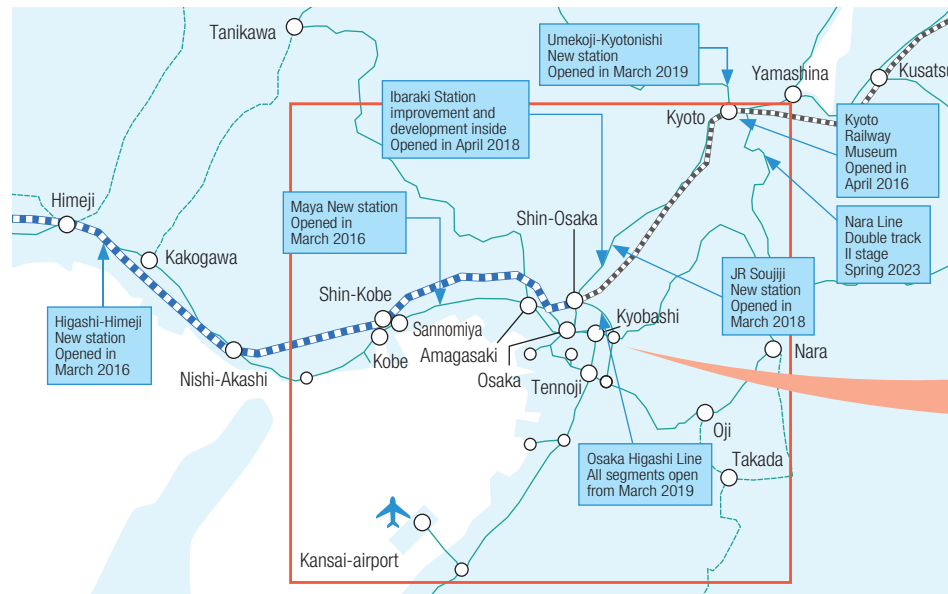 Tanikawa
Umekoji-Kyotonishi
New station
Opened in March 2019
Yamashina
Kusatsu
Ibaraki Station
improvement and
development inside
Opened in April 2018
Kyoto
Kyoto
Railway
Museum
Opened in
April 2016
Himeji
Maya New station
Opened in
March 2016
Shin-Osaka
Nara Line
Double track
II stage
Spring 2023
Kakogawa
JR Soujiji
New station
Opened in
March 2018
Shin-Kobe
Higashi-Himeji
New station
Opened in
March 2016
Sannomiya
Kyobashi
Kobe
Amagasaki
Nara
Nishi-Akashi
Osaka
Tennoji
Oji
Osaka Higashi Line
All segments open
from March 2019
Takada
Kansai-airport